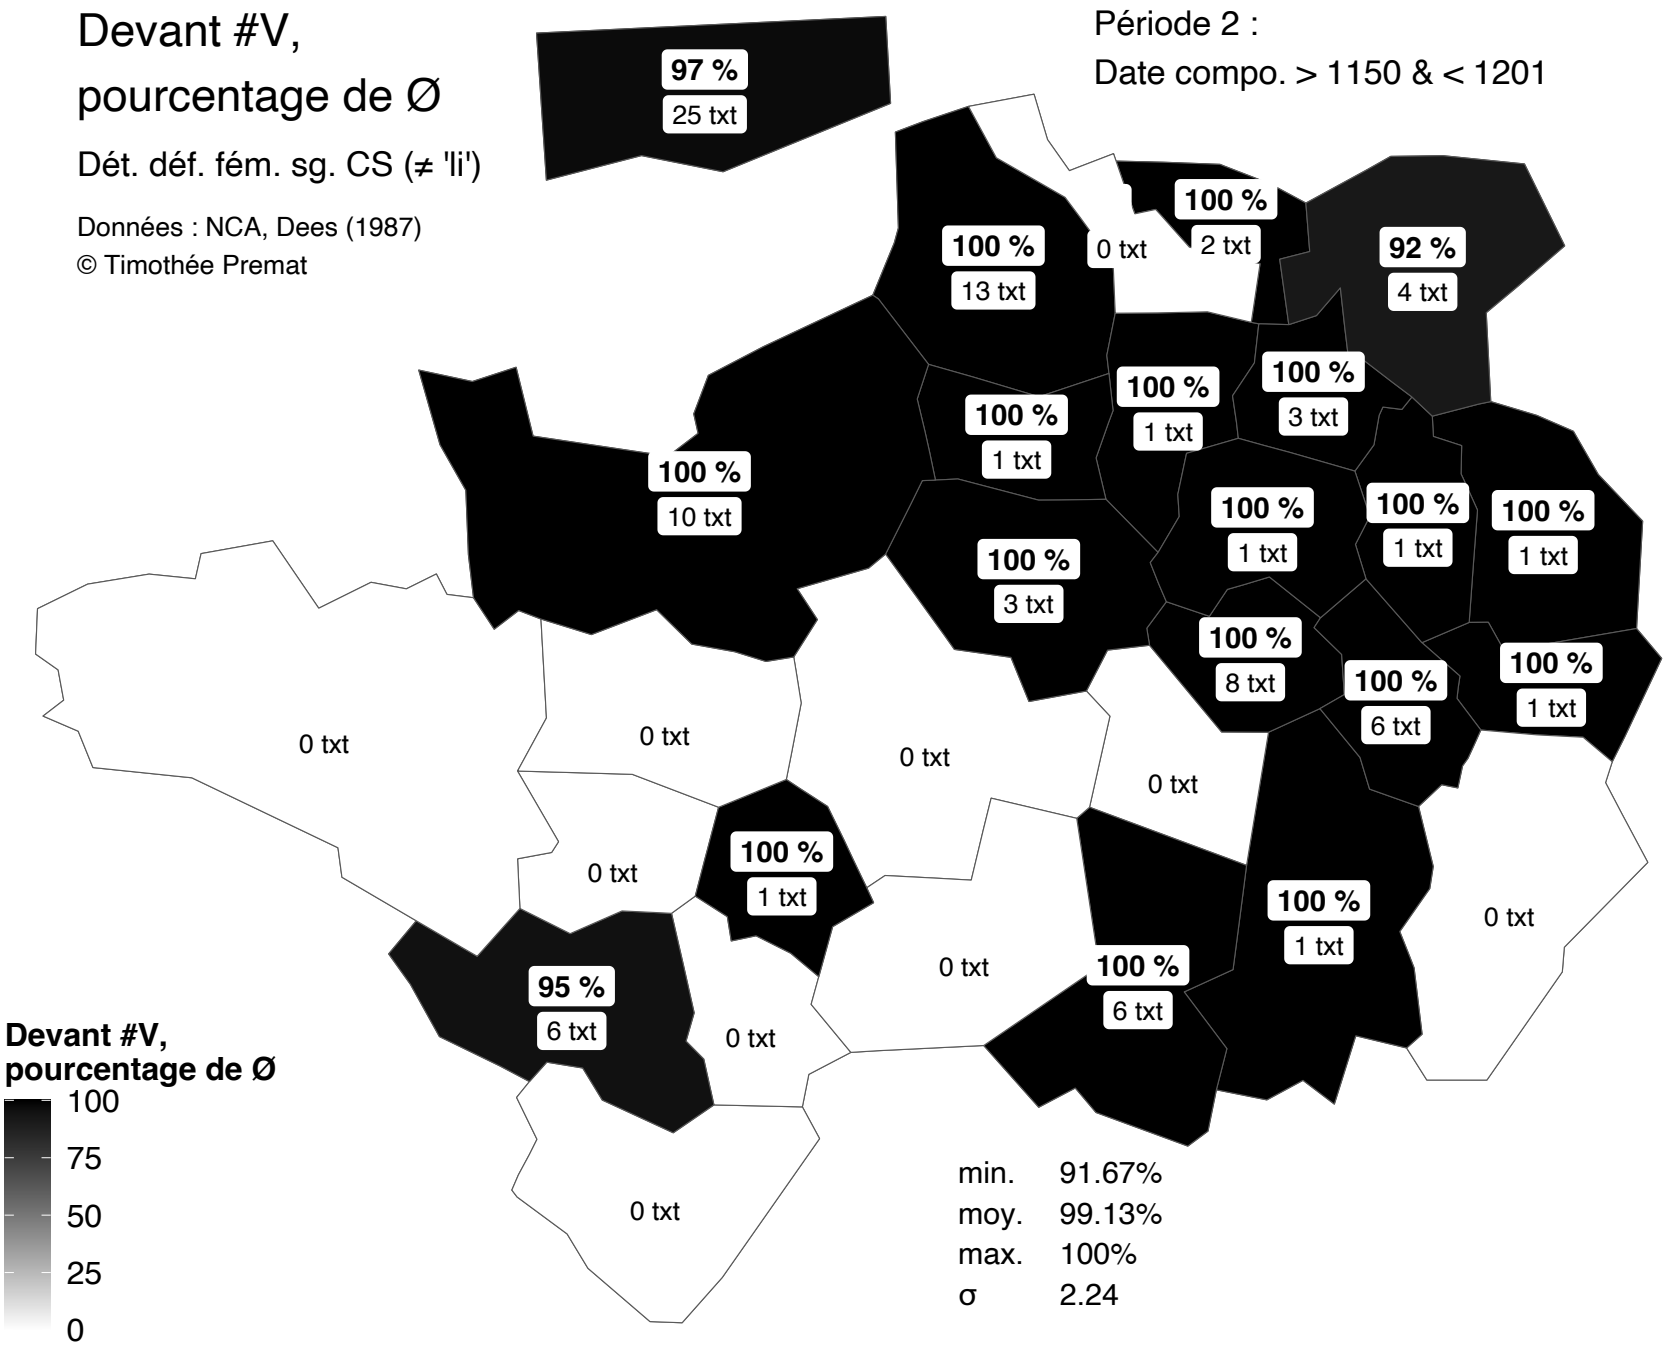 Devant #V,
pourcentage de Ø
Dét. déf. fém. sg. CS (≠ 'li')
Données : NCA, Dees (1987)
© Timothée Premat
Période 2 :
Date compo. > 1150 & < 1201
97 %
25 txt
100 %
2 txt
100 %
13 txt
0 txt
92 %
4 txt
100 %
3 txt
100 %
1 txt
100 %
1 txt
100 %
10 txt
100 %
1 txt
100 %
1 txt
100 %
1 txt
100 %
3 txt
100 %
8 txt
100 %
6 txt
100 %
1 txt
0 txt
0 txt
0 txt
0 txt
0 txt
100 %
1 txt
100 %
1 txt
0 txt
95 %
6 txt
0 txt
0 txt
100 %
6 txt
0 txt
Devant #V,
pourcentage de Ø
100
75
50
25
0
min. 91.67%
moy. 99.13%
max. 100%
σ 2.24